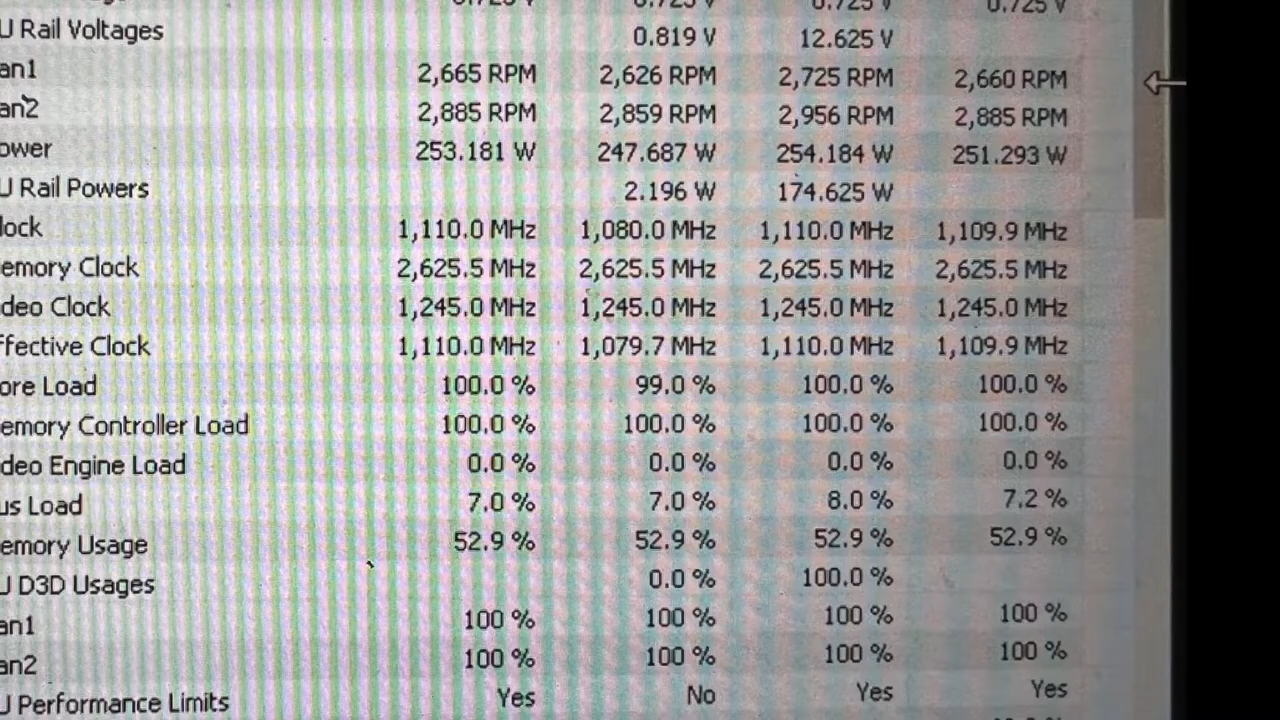 0.725 V 0.725 V 0.725 V 0.725 V
U Rail Voltages 0.819 V 12.625 V
an1 2,665 RPM 2,626 RPM 2,725 RPM 2,660 RPM
an2 2,885 RPM 2,859 RPM 2,956 RPM 2,885 RPM
ower 253.181 W 247.687 W 254.184 W 251.293 W
U Rail Powers 2.196 W 174.625 W
lock 1,110.0 MHz 1,080.0 MHz 1,110.0 MHz 1,109.9 MHz
emory Clock 2,625.5 MHz 2,625.5 MHz 2,625.5 MHz 2,625.5 MHz
deo Clock 1,245.0 MHz 1,245.0 MHz 1,245.0 MHz 1,245.0 MHz
ffective Clock 1,110.0 MHz 1,079.7 MHz 1,110.0 MHz 1,109.9 MHz
ore Load 100.0 % 99.0 % 100.0 % 100.0 %
emory Controller Load 100.0 % 100.0 % 100.0 % 100.0 %
deo Engine Load 0.0 % 0.0 % 0.0 % 0.0 %
us Load 7.0 % 7.0 % 8.0 % 7.2 %
emory Usage 52.9 % 52.9 % 52.9 % 52.9 %
U D3D Usages 0.0 % 100.0 %
an1 100 % 100 % 100 % 100 %
an2 100 % 100 % 100 % 100 %
U Performance Limits Yes No Yes Yes